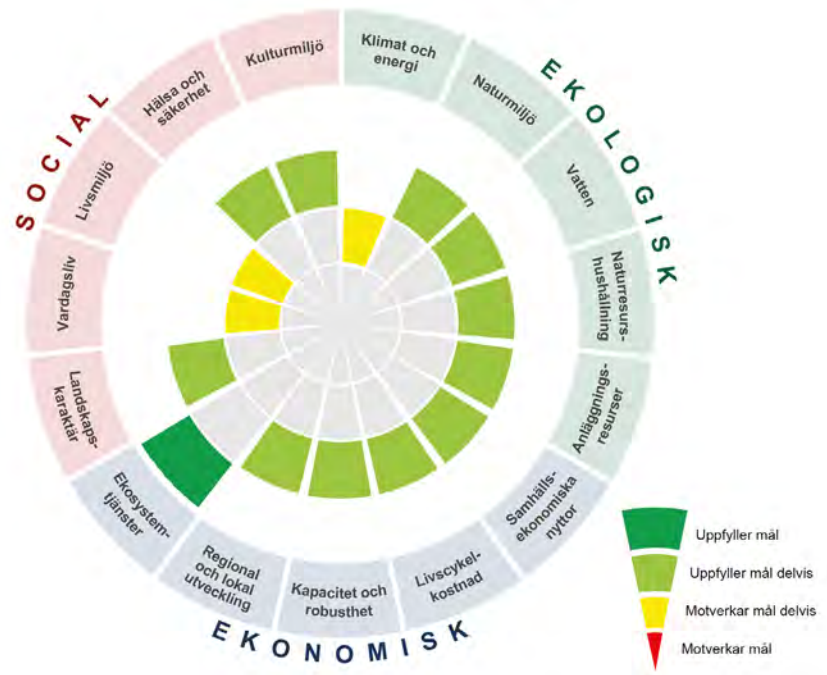 SOCIAL
EKOLOGISK
EKONOMISK
Klimat och
energi
Naturmiljö
Vatten
Naturresurs-
hushållning
Anläggnings-
resurser
Samhälls-
ekonomiska
nyttor
Livscykel-
kostnad
Kapacitet och
robusthet
Regional
och lokal
utveckling
Ekosystem-
tjänster
Landskaps-
karaktär
Vardagsliv
Livsmiljö
Hälsa och
säkerhet
Kulturmiljö
Uppfyller mål
Uppfyller mål delvis
Motverkar mål delvis
Motverkar mål